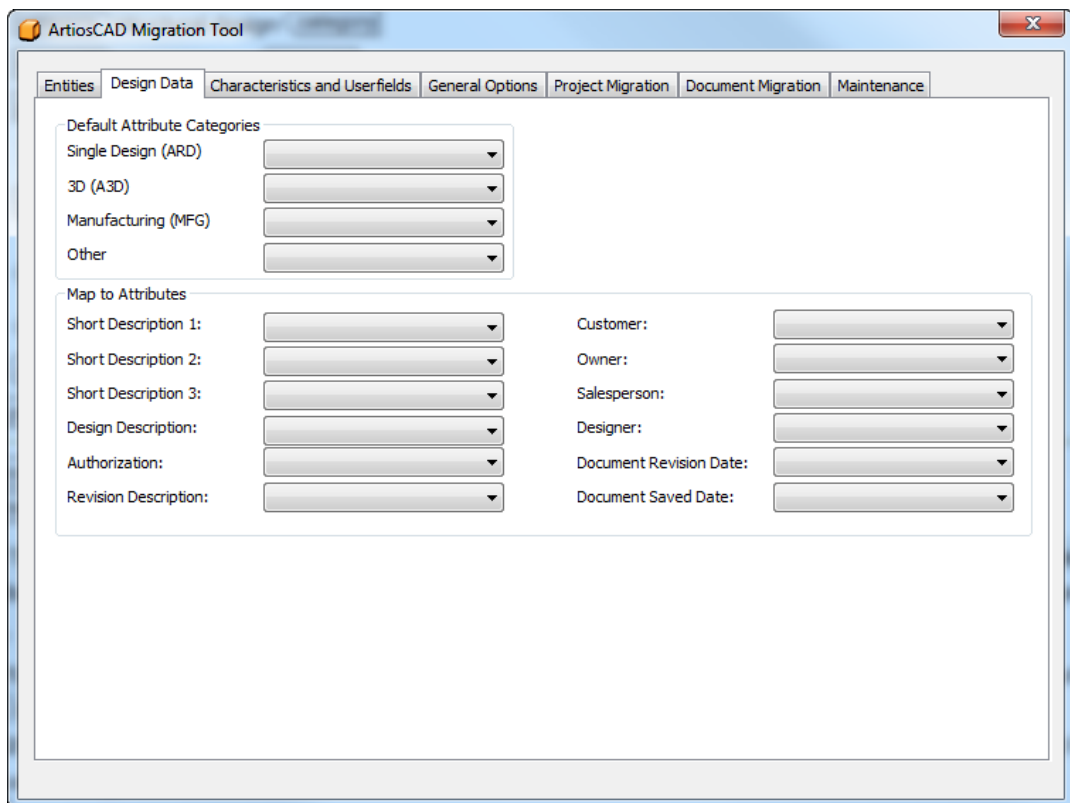 ArtiosCAD Migration Tool
Entities Design Data Characteristics and Userfields General Options Project Migration Document Migration Maintenance
Default Attribute Categories
Single Design (ARD)
3D (A3D)
Manufacturing (MFG)
Other
Map to Attributes
Short Description 1: Customer:
Short Description 2: Owner:
Short Description 3: Salesperson:
Design Description: Designer:
Authorization: Document Revision Date:
Revision Description: Document Saved Date: